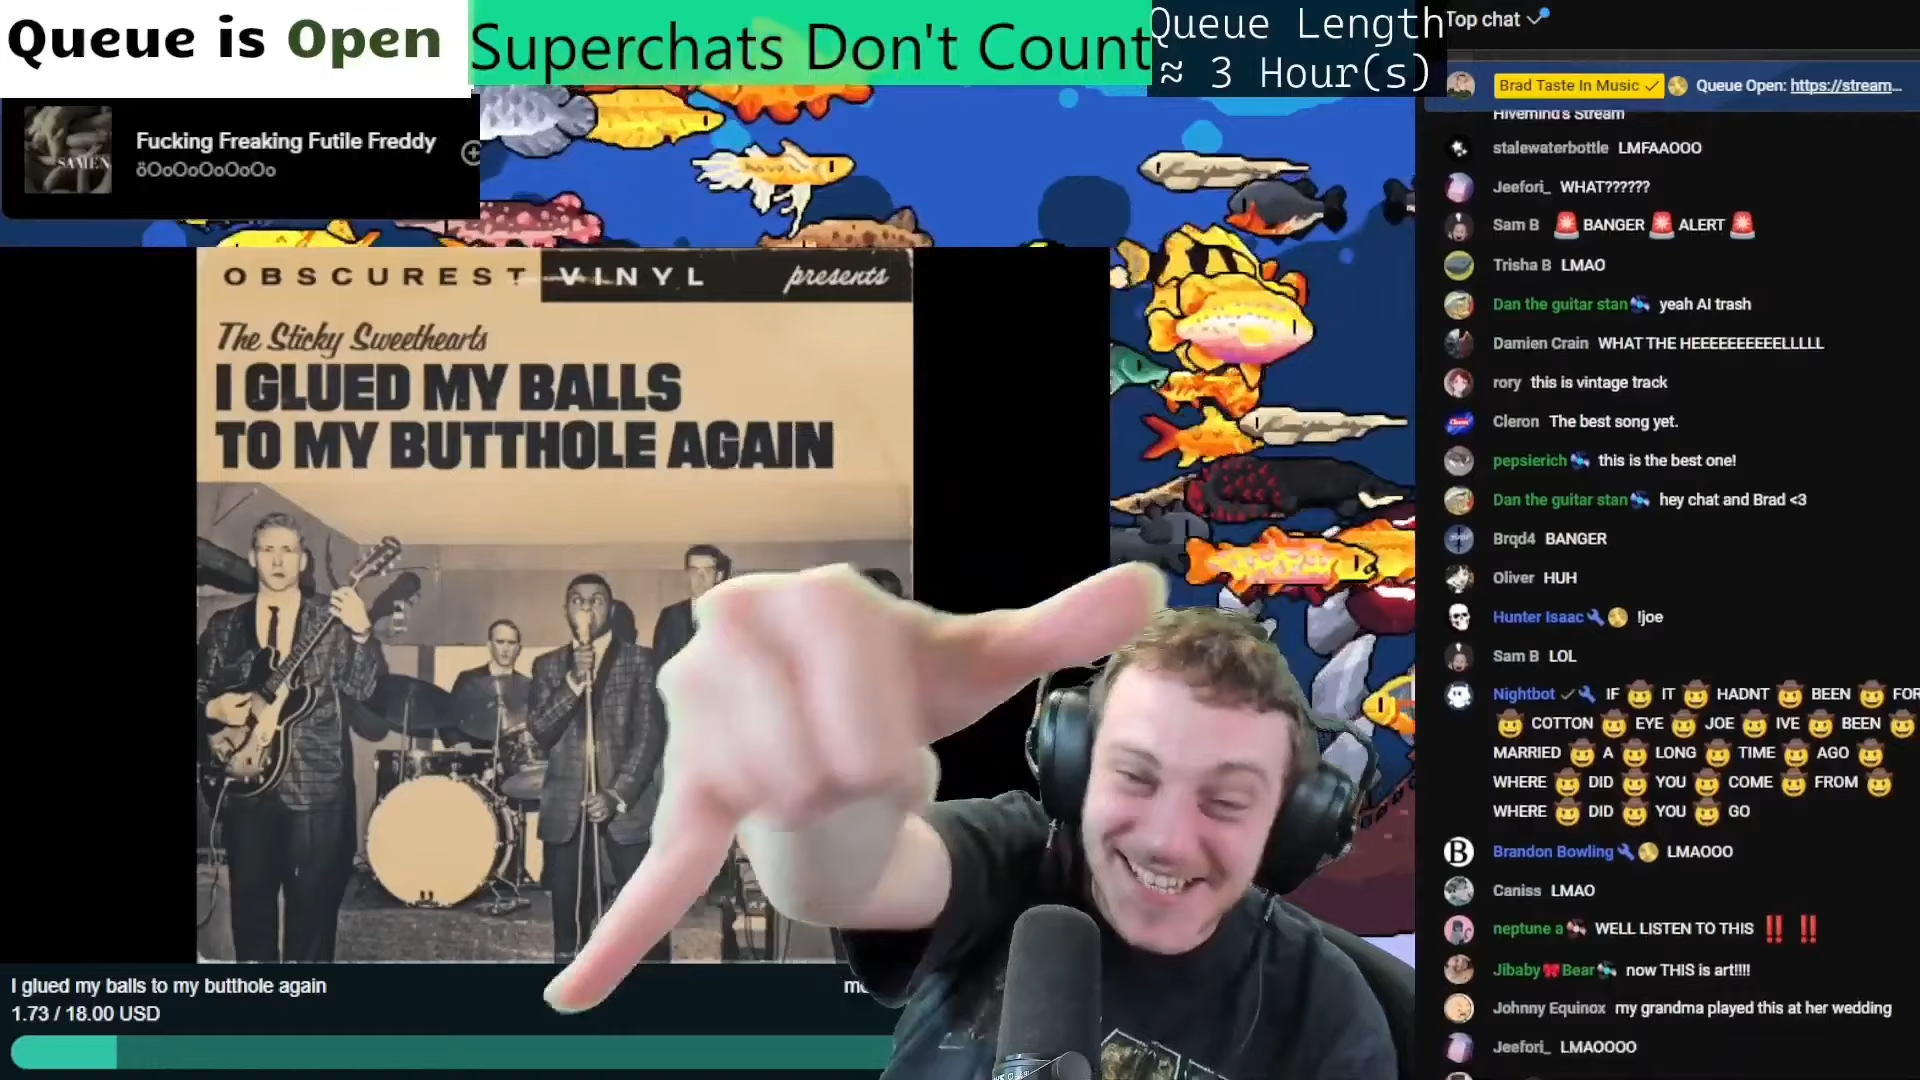 Queue is Open
Superchats Don't Count
Queue Length
≈ 3 Hour(s)
SAMEN
Fucking Freaking Futile Freddy
ôOoOoOoOoOo
OBSCUREST VINYL presents
The Sticky Sweethearts
I GLUED MY BALLS
TO MY BUTTHOLE AGAIN
I glued my balls to my butthole again
1.73 / 18.00 USD
Top chat
Brad Taste In Music Queue Open: https://stream...
Hivemind's Stream
stalewaterbottle LMFAAOOO
Jeefori_ WHAT??????
Sam B 🚨 BANGER 🚨 ALERT 🚨
Trisha B LMAO
Dan the guitar stan yeah AI trash
Damien Crain WHAT THE HEEEEEEEEEELLLLL
rory this is vintage track
Cleron The best song yet.
pepsierich this is the best one!
Dan the guitar stan hey chat and Brad <3
Brqd4 BANGER
Oliver HUH
Hunter Isaac !joe
Sam B LOL
Nightbot IF 🤠 IT 🤠 HADNT 🤠 BEEN 🤠 FOR
🤠 COTTON 🤠 EYE 🤠 JOE 🤠 IVE 🤠 BEEN 🤠
MARRIED 🤠 A 🤠 LONG 🤠 TIME 🤠 AGO 🤠
WHERE 🤠 DID 🤠 YOU 🤠 COME 🤠 FROM 🤠
WHERE 🤠 DID 🤠 YOU 🤠 GO
B Brandon Bowling LMAOOO
Caniss LMAO
neptune a WELL LISTEN TO THIS ‼️ ‼️
Jibaby🎀Bear now THIS is art!!!!
Johnny Equinox my grandma played this at her wedding
Jeefori_ LMAOOOO